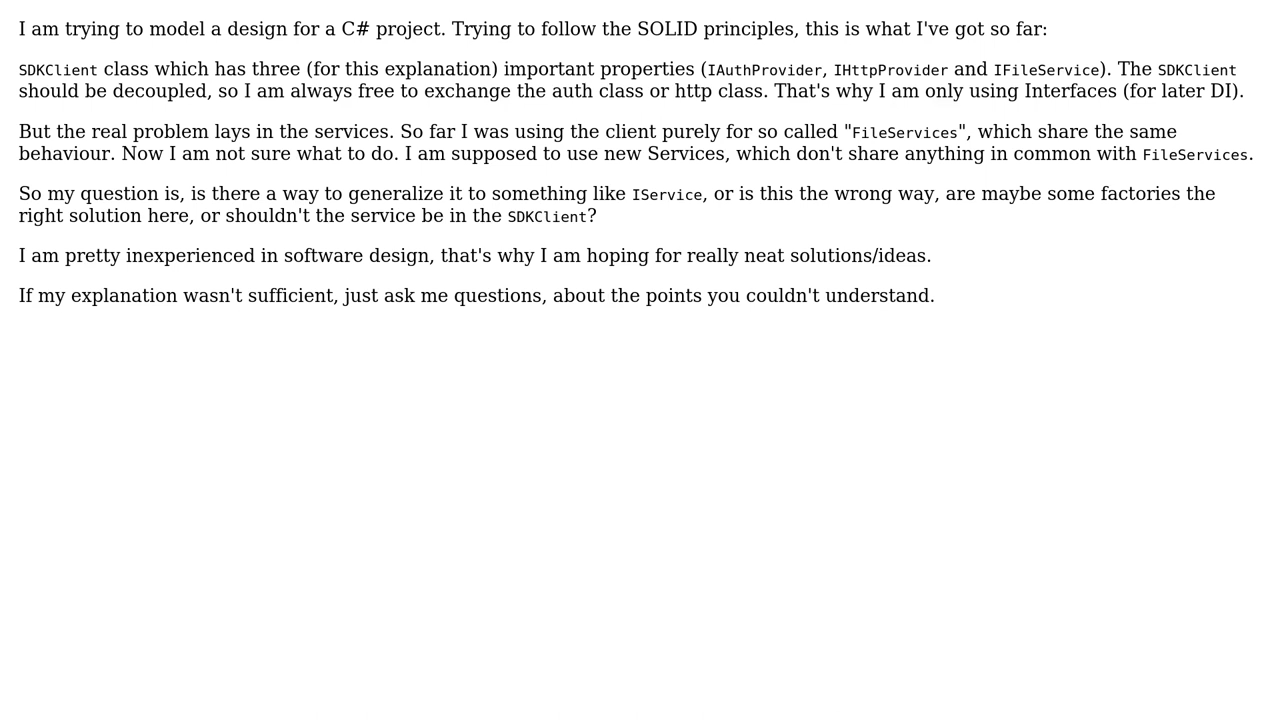 I am trying to model a design for a C# project. Trying to follow the SOLID principles, this is what I've got so far:
SDKClient class which has three (for this explanation) important properties (IAuthProvider, IHttpProvider and IFileService). The SDKClient
should be decoupled, so I am always free to exchange the auth class or http class. That's why I am only using Interfaces (for later DI).
But the real problem lays in the services. So far I was using the client purely for so called "FileServices", which share the same
behaviour. Now I am not sure what to do. I am supposed to use new Services, which don't share anything in common with FileServices.
So my question is, is there a way to generalize it to something like IService, or is this the wrong way, are maybe some factories the
right solution here, or shouldn't the service be in the SDKClient?
I am pretty inexperienced in software design, that's why I am hoping for really neat solutions/ideas.
If my explanation wasn't sufficient, just ask me questions, about the points you couldn't understand.